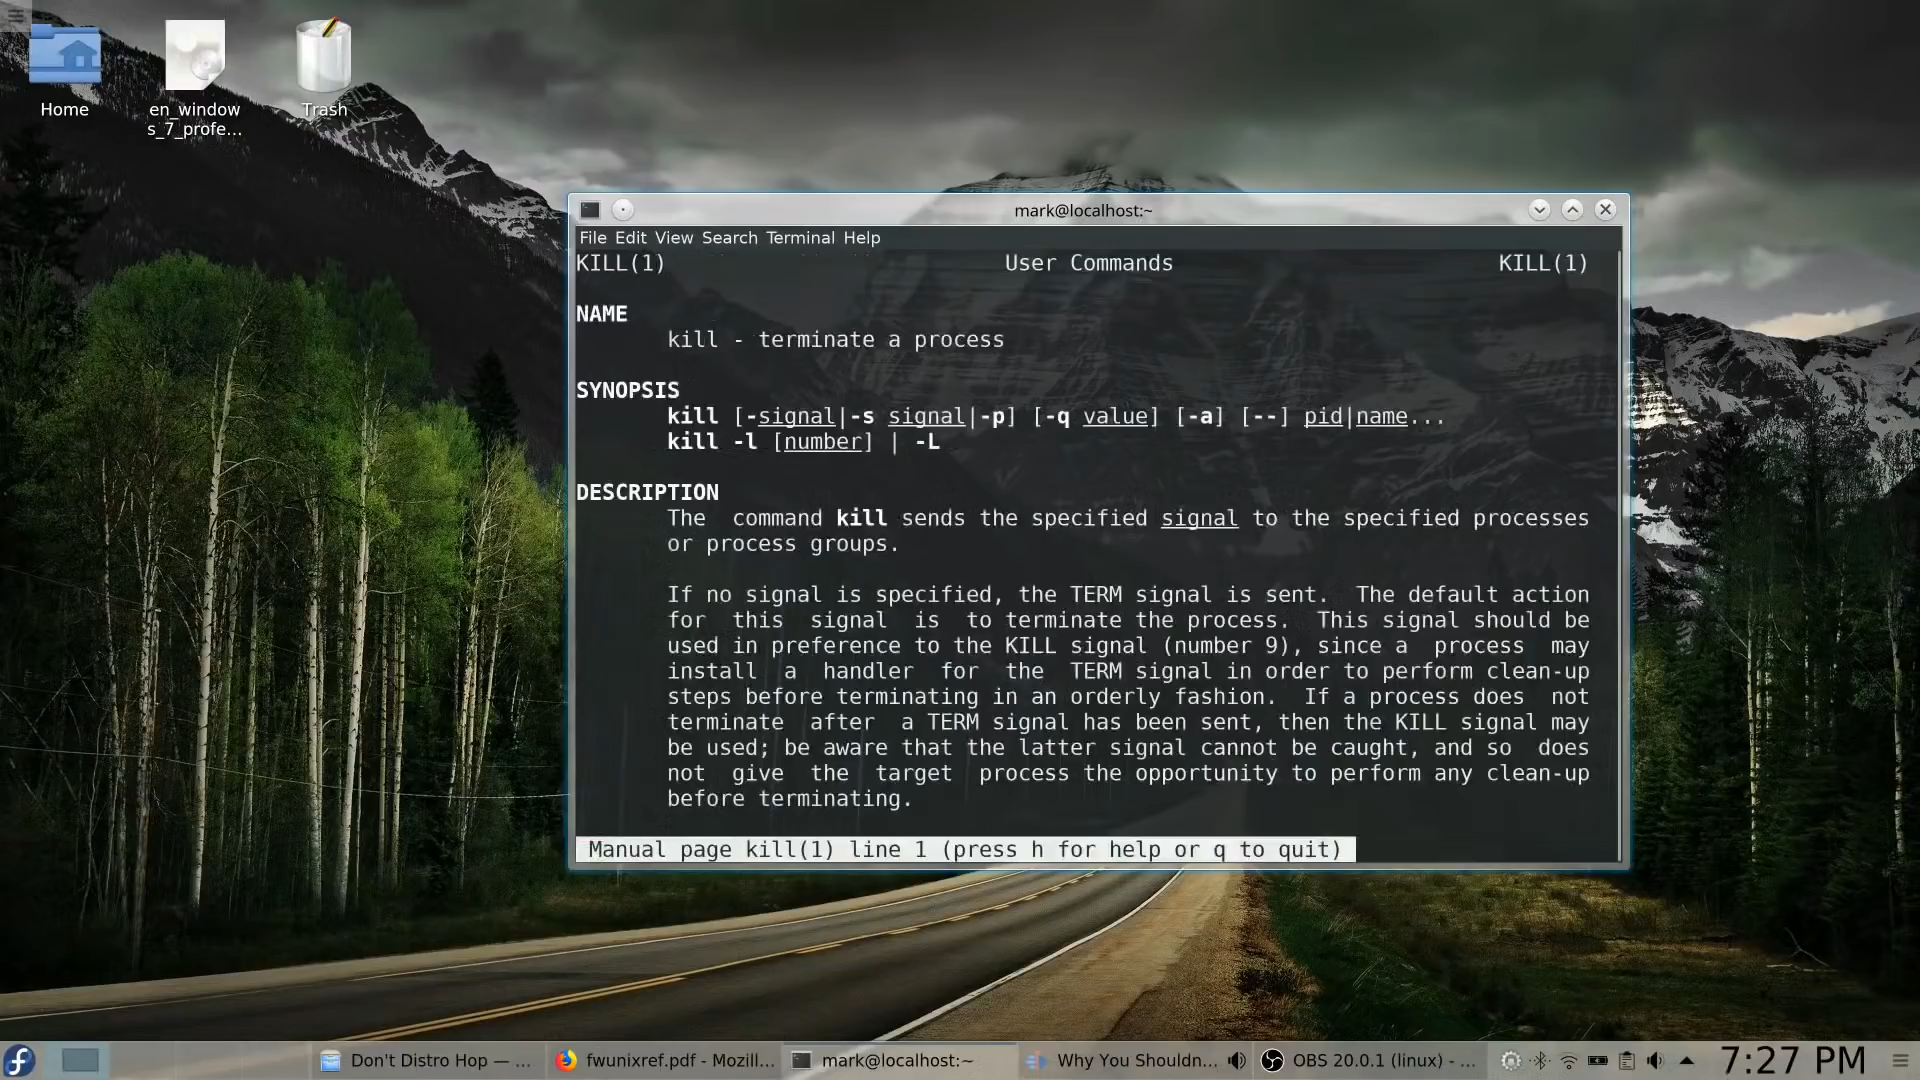 Home
en_window
s_7_profe...
Trash
mark@localhost:~
File Edit View Search Terminal Help
KILL(1) User Commands KILL(1)
NAME
kill - terminate a process
SYNOPSIS
kill [-signal|-s signal|-p] [-q value] [-a] [--] pid|name...
kill -l [number] | -L
DESCRIPTION
The command kill sends the specified signal to the specified processes
or process groups.
If no signal is specified, the TERM signal is sent. The default action
for this signal is to terminate the process. This signal should be
used in preference to the KILL signal (number 9), since a process may
install a handler for the TERM signal in order to perform clean-up
steps before terminating in an orderly fashion. If a process does not
terminate after a TERM signal has been sent, then the KILL signal may
be used; be aware that the latter signal cannot be caught, and so does
not give the target process the opportunity to perform any clean-up
before terminating.
Manual page kill(1) line 1 (press h for help or q to quit)
Don't Distro Hop — ...
fwunixref.pdf - Mozill...
mark@localhost:~
Why You Shouldn...
OBS 20.0.1 (linux) - ...
7:27 PM